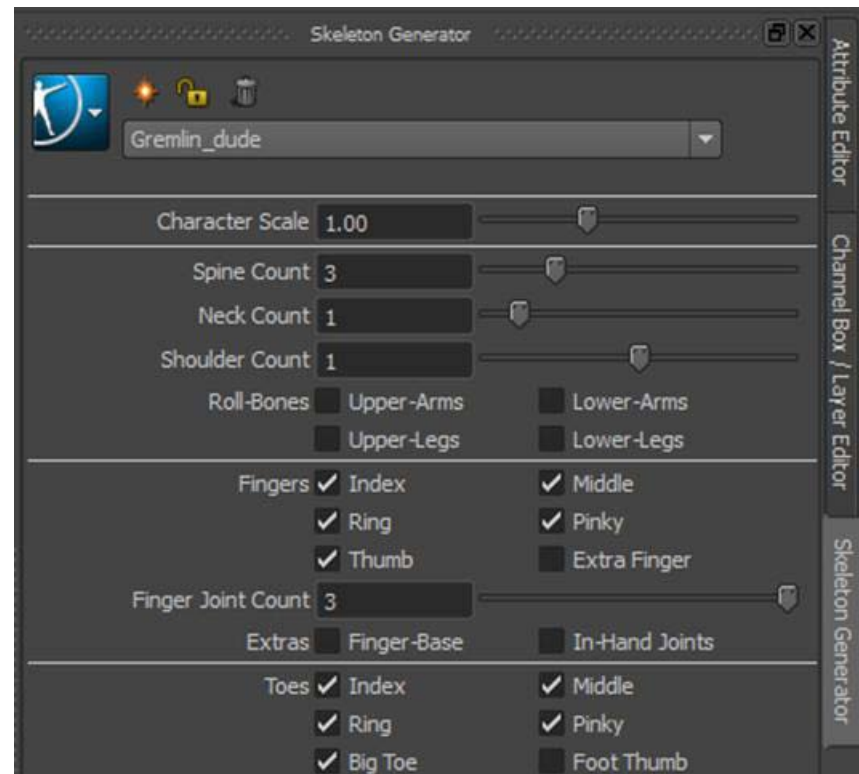 Skeleton Generator
Gremlin_dude
Character Scale 1.00
Spine Count 3
Neck Count 1
Shoulder Count 1
Roll-Bones Upper-Arms Lower-Arms
Upper-Legs Lower-Legs
Fingers Index Middle
Ring Pinky
Thumb Extra Finger
Finger Joint Count 3
Extras Finger-Base In-Hand Joints
Toes Index Middle
Ring Pinky
Big Toe Foot Thumb
Attribute Editor
Channel Box / Layer Editor
Skeleton Generator